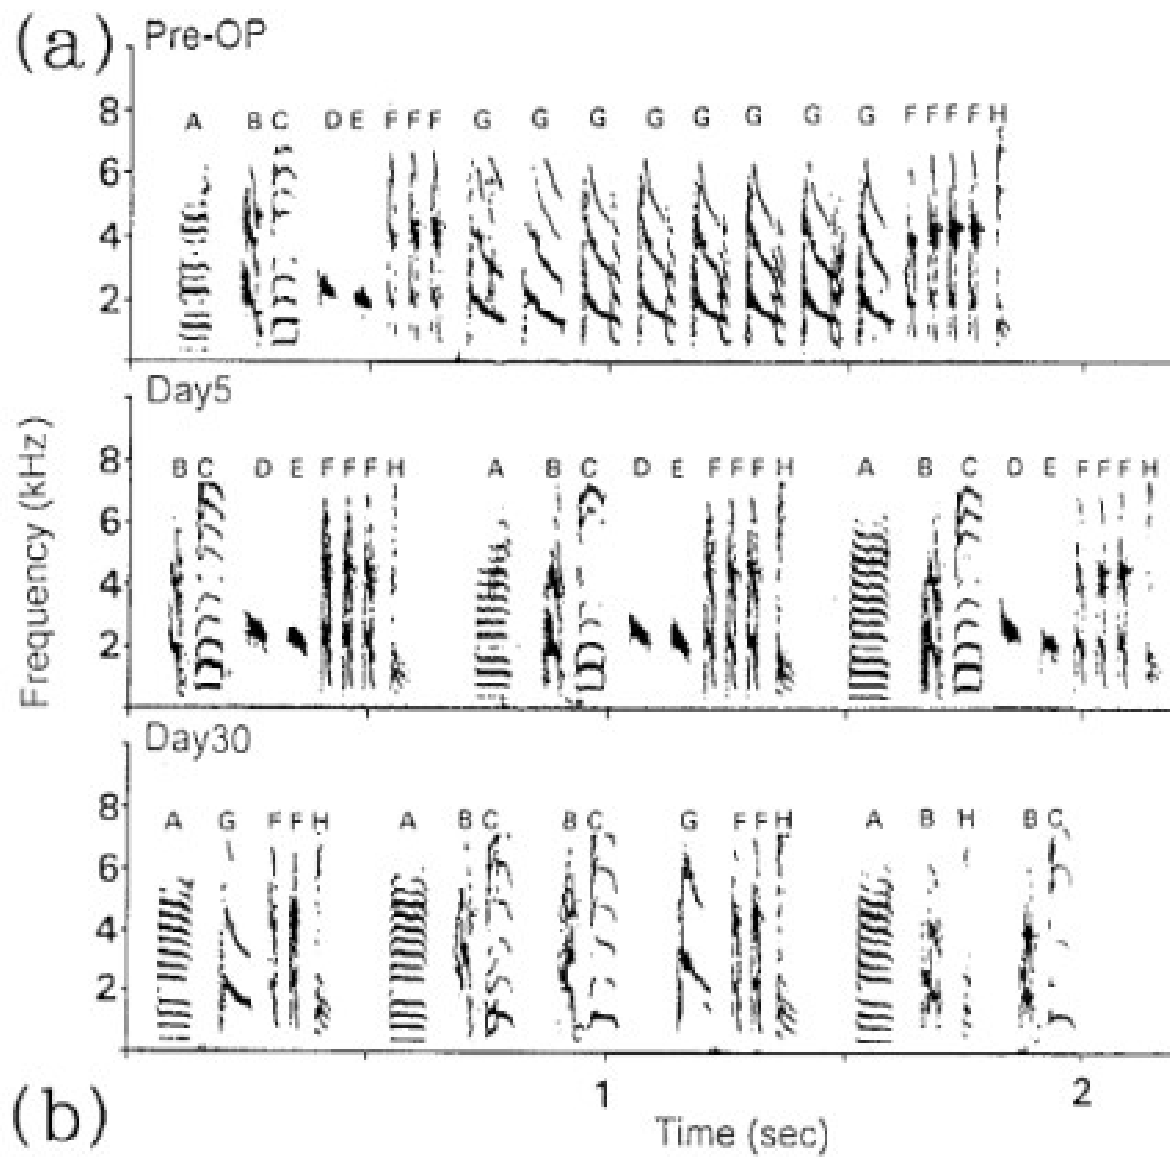 (a) Pre-OP
8 A B C D E F F F G G G G G G G G F F F F H
6
4
2
Day5
8 B C D E F F F H A B C D E F F F H A B C D E F F F H
6
4
2
Frequency (kHz)
Day30
8 A G F F H A B C B C G F F H A B H B C
6
4
2
1 2
(b) Time (sec)